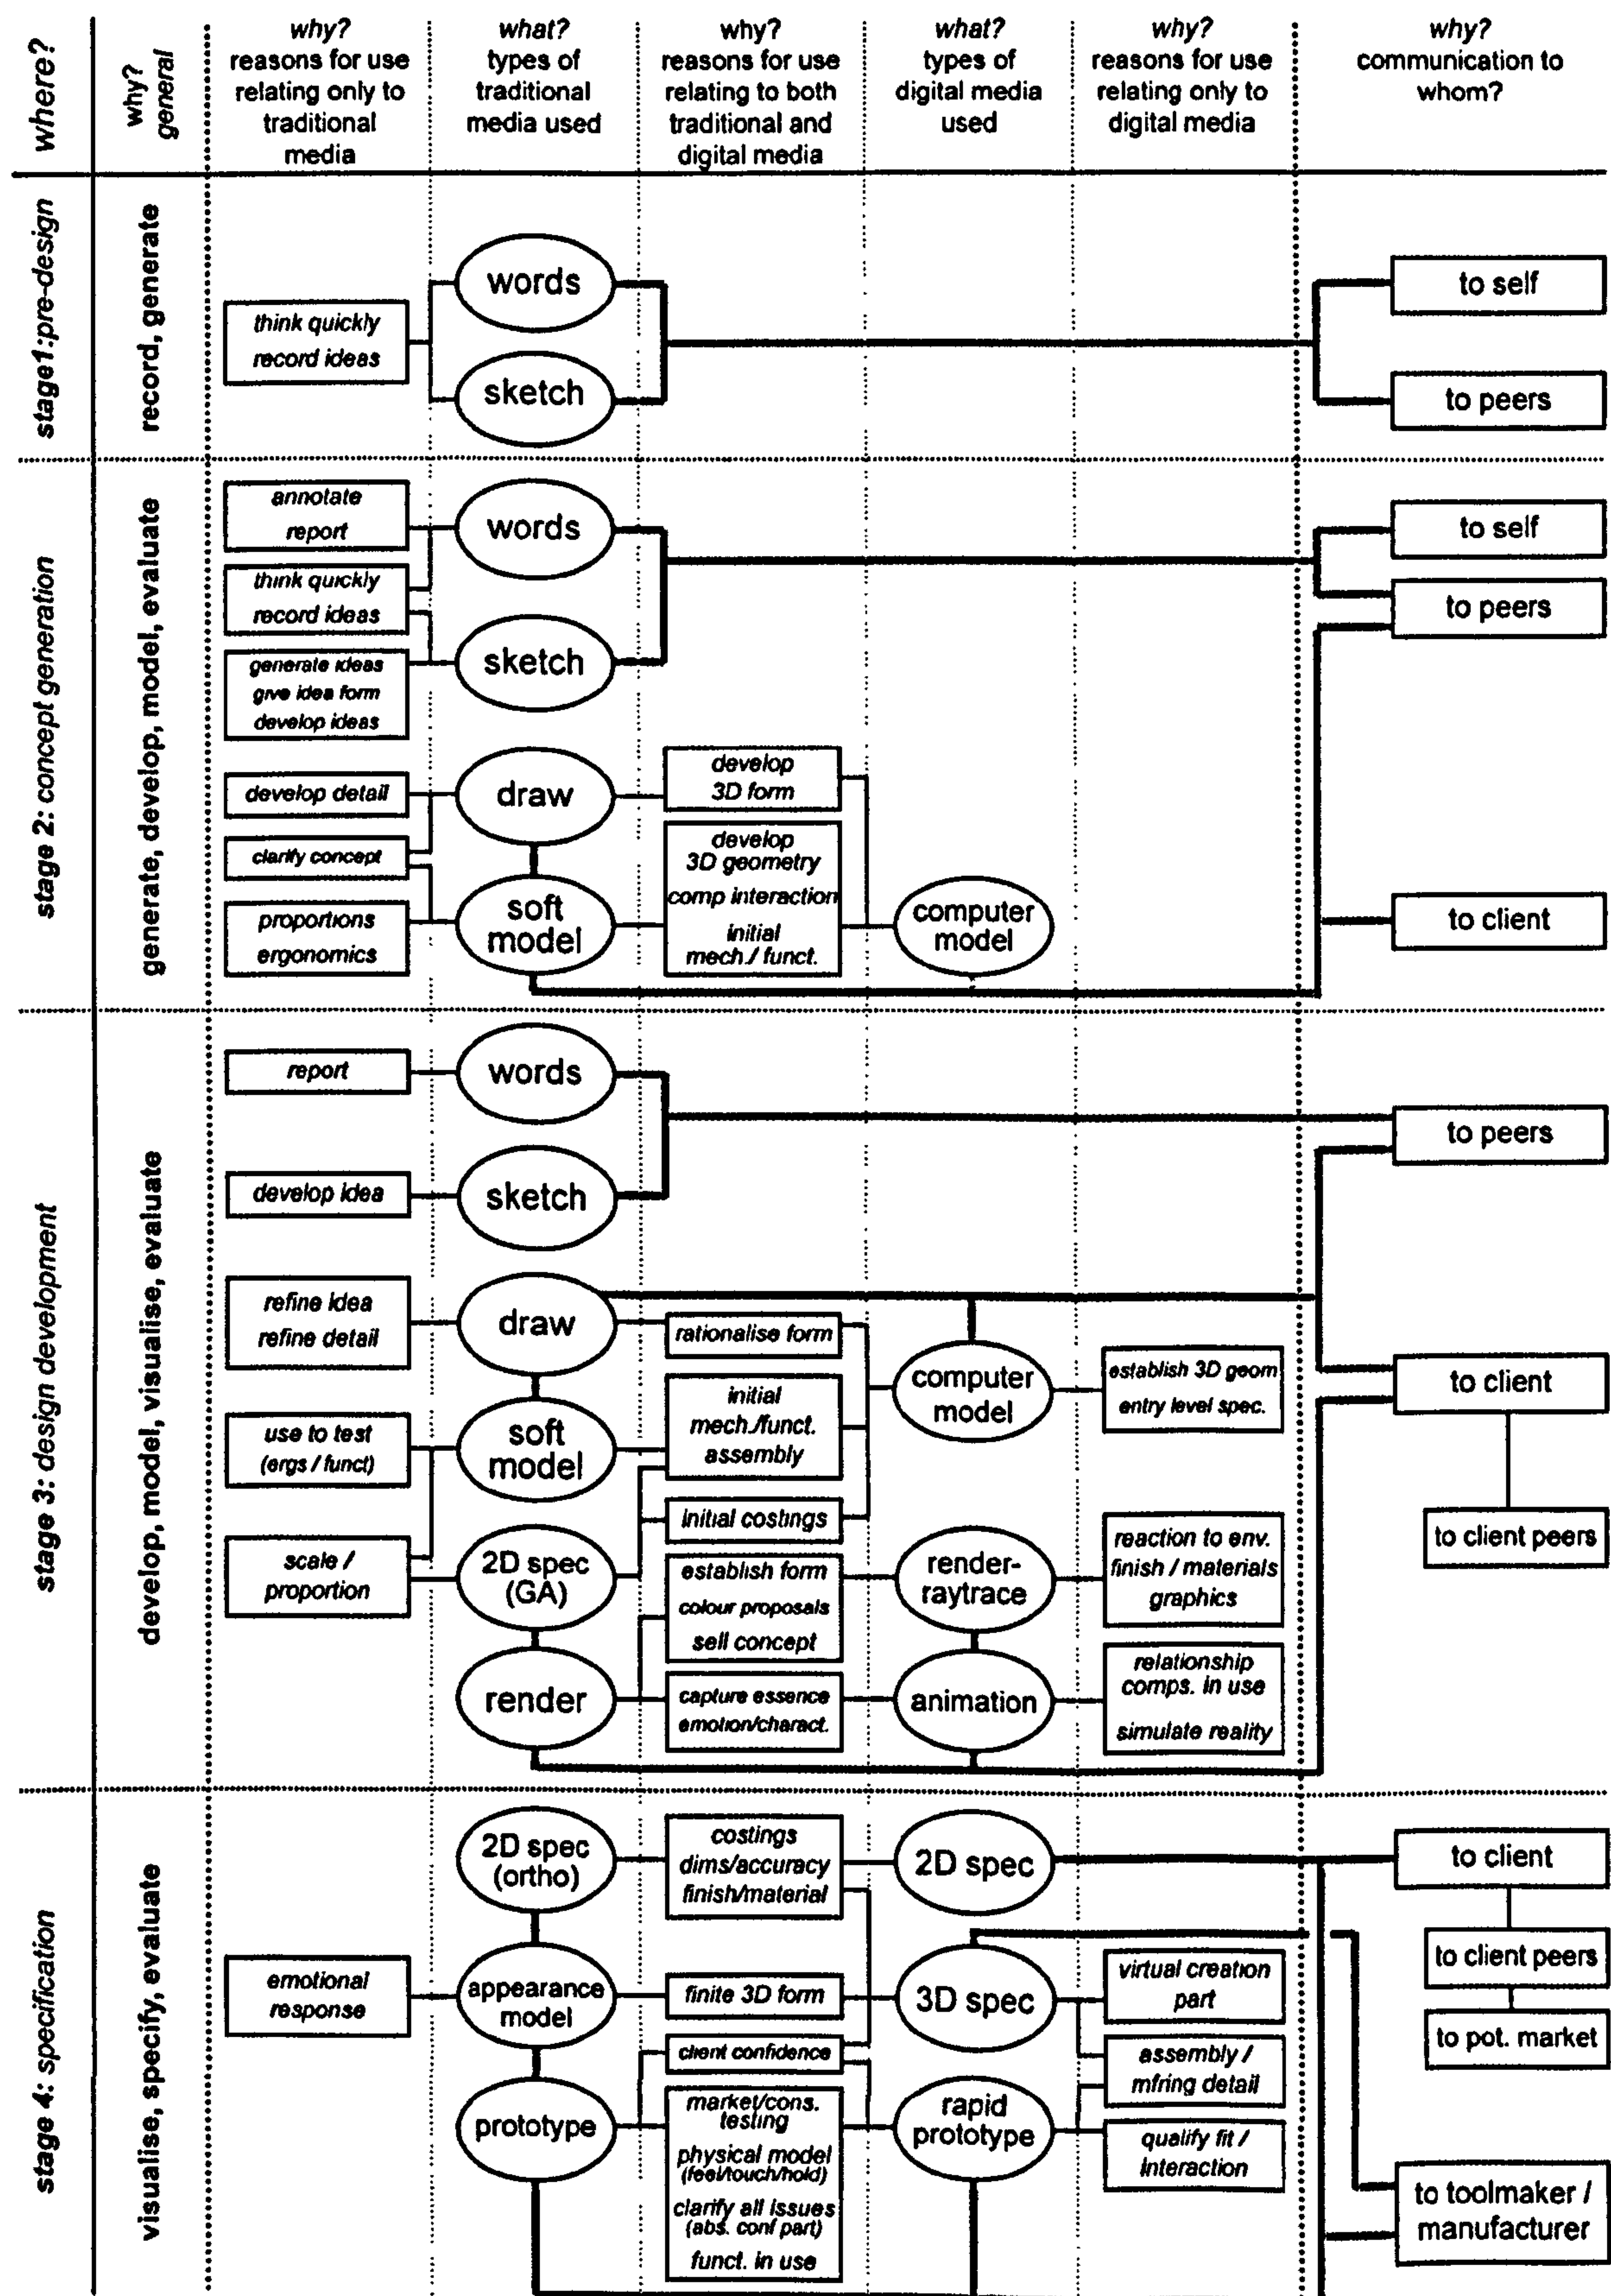 where?
why?
general
why?
reasons for use
relating only to
traditional
media
what?
types of
traditional
media used
why?
reasons for use
relating to both
traditional and
digital media
what?
types of
digital media
used
why?
reasons for use
relating only to
digital media
why?
communication to
whom?
stage1:pre-design
record, generate
think quickly
record ideas
words
sketch
to self
to peers
stage 2: concept generation
generate, develop, model, evaluate
annotate
report
think quickly
record ideas
generate ideas
give idea form
develop ideas
develop detail
clarify concept
proportions
ergonomics
words
sketch
draw
soft
model
develop
3D form
develop
3D geometry
comp interaction
initial
mech./ funct.
computer
model
to self
to peers
to client
stage 3: design development
develop, model, visualise, evaluate
report
develop idea
refine idea
refine detail
use to test
(ergs / funct)
scale /
proportion
words
sketch
draw
soft
model
2D spec
(GA)
render
rationalise form
initial
mech./funct.
assembly
initial costings
establish form
colour proposals
sell concept
capture essence
emotion/charact.
computer
model
render-
raytrace
animation
establish 3D geom
entry level spec.
reaction to env.
finish / materials
graphics
relationship
comps. in use
simulate reality
to peers
to client
to client peers
stage 4: specification
visualise, specify, evaluate
emotional
response
2D spec
(ortho)
appearance
model
prototype
costings
dims/accuracy
finish/material
finite 3D form
client confidence
market/cons.
testing
physical model
(feel/touch/hold)
clarify all issues
(abs. conf part)
funct. in use
2D spec
3D spec
rapid
prototype
virtual creation
part
assembly /
mfring detail
qualify fit /
interaction
to client
to client peers
to pot. market
to toolmaker /
manufacturer